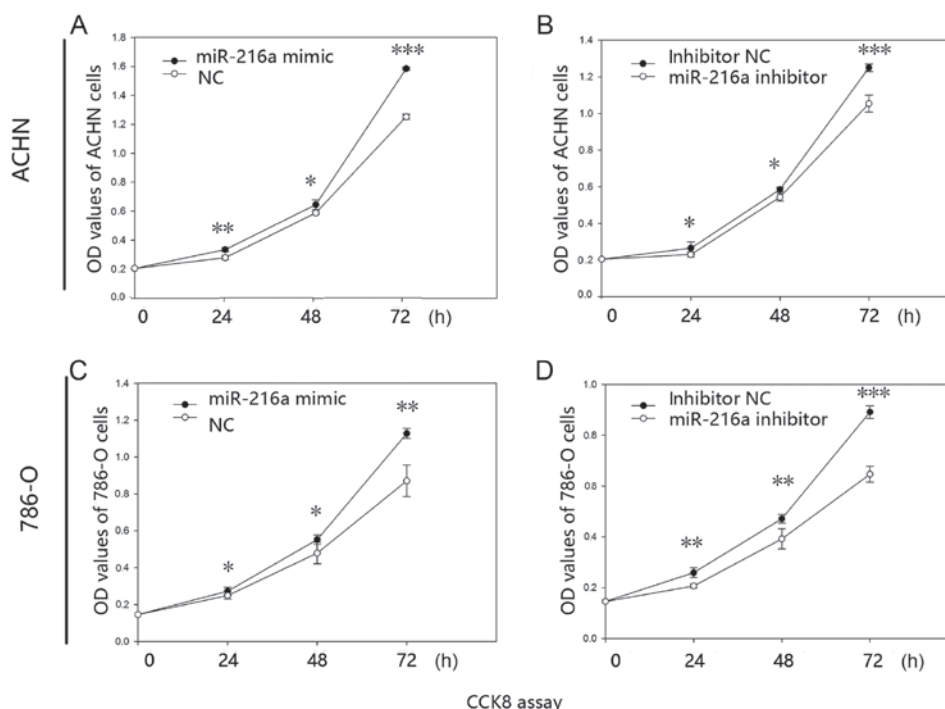 A
ACHN
OD values of ACHN cells
1.8
1.6
1.4
1.2
1.0
0.8
0.6
0.4
0.2
0.0
miR-216a mimic
NC
**
*
***
0 24 48 72 (h)
B
OD values of ACHN cells
1.4
1.2
1.0
0.8
0.6
0.4
0.2
0.0
Inhibitor NC
miR-216a inhibitor
*
*
***
0 24 48 72 (h)
C
786-O
OD values of 786-O cells
1.4
1.2
1.0
0.8
0.6
0.4
0.2
0.0
miR-216a mimic
NC
*
*
**
0 24 48 72 (h)
D
OD values of 786-O cells
1.0
0.8
0.6
0.4
0.2
0.0
Inhibitor NC
miR-216a inhibitor
**
**
***
0 24 48 72 (h)
CCK8 assay